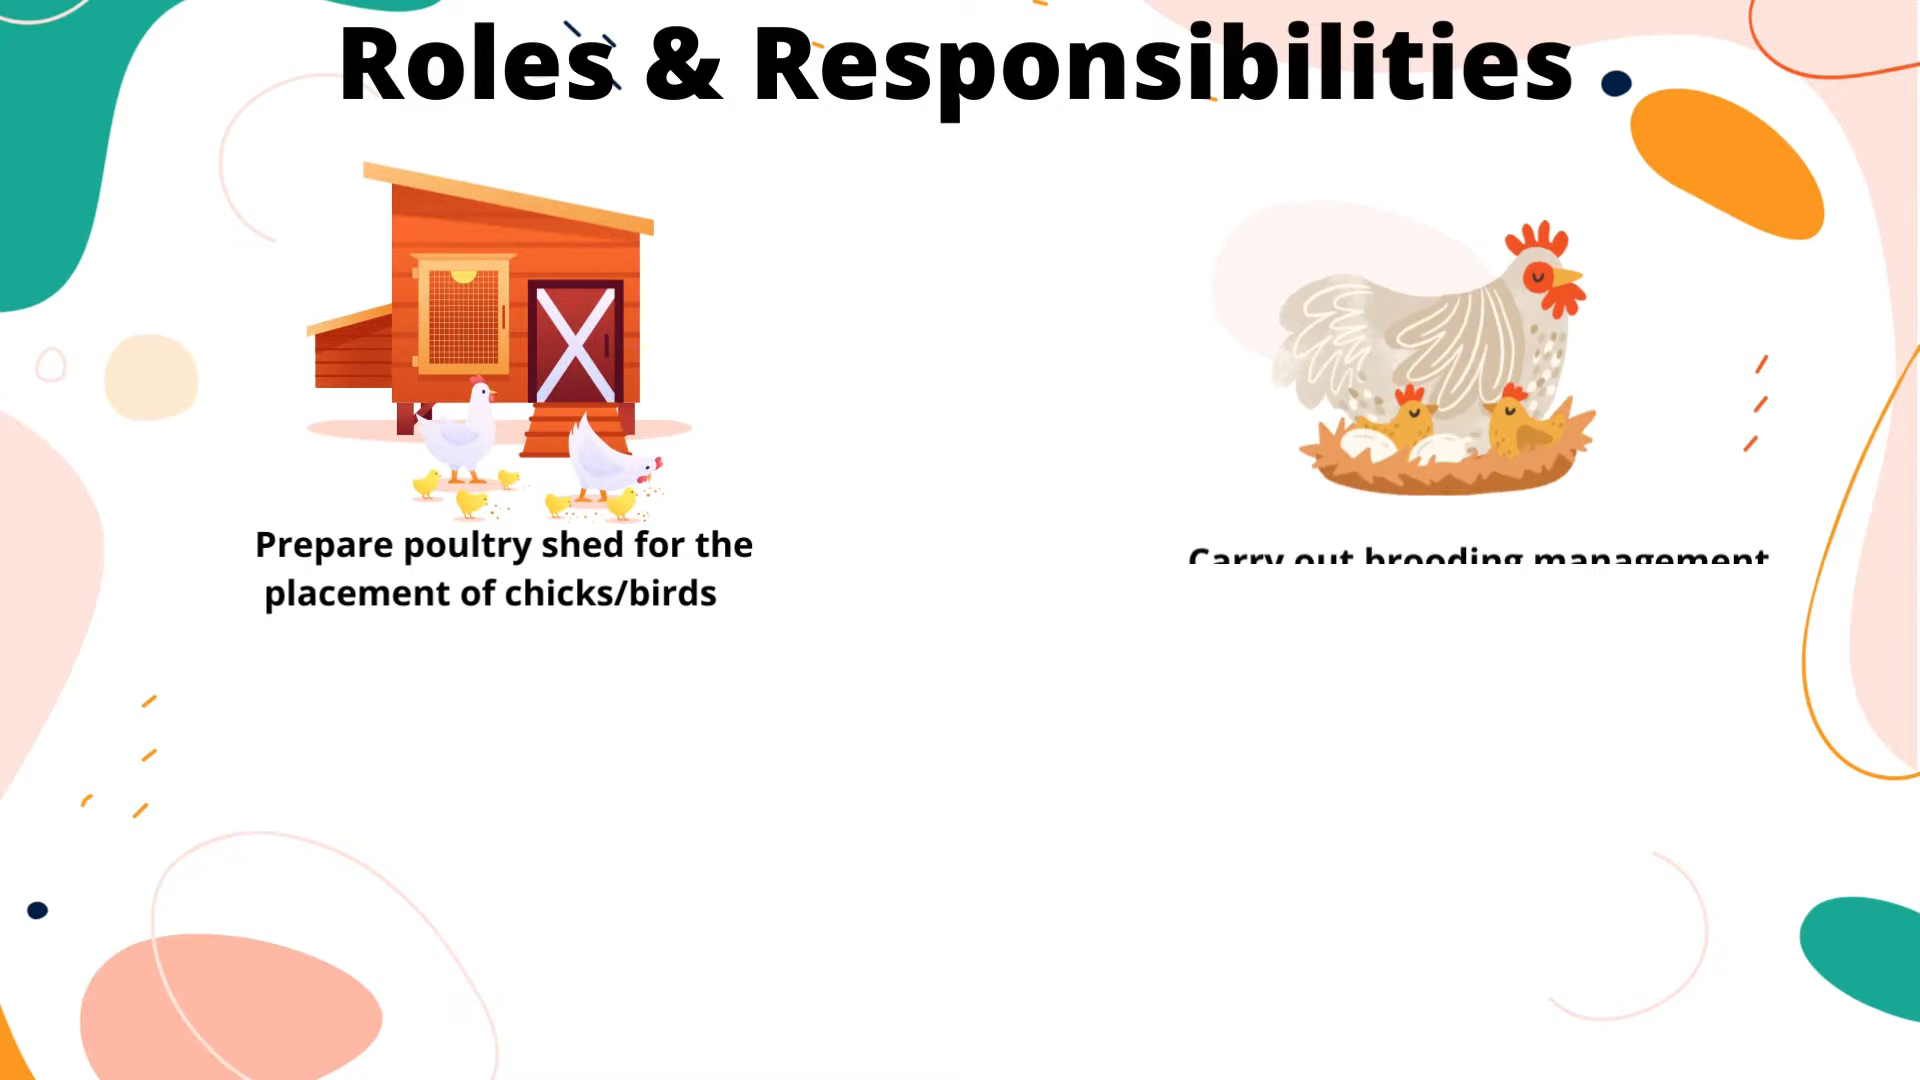 Roles & Responsibilities
Prepare poultry shed for the
placement of chicks/birds
Carry out brooding management